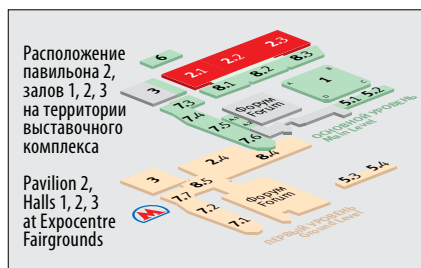 Расположение
павильона 2,
залов 1, 2, 3
на территории
выставочного
комплекса
Pavilion 2,
Halls 1, 2, 3
at Expocentre
Fairgrounds
6
2.1
2.2
2.3
3
8.1
8.2
8.3
1
7.3
7.4
7.5
7.6
Форум
Forum
5.1
5.2
ОСНОВНОЙ УРОВЕНЬ
Main Level
3
2.4
8.4
8.5
7.7
7.2
7.1
Форум
Forum
5.3
5.4
ПЕРВЫЙ УРОВЕНЬ
Ground Level
М